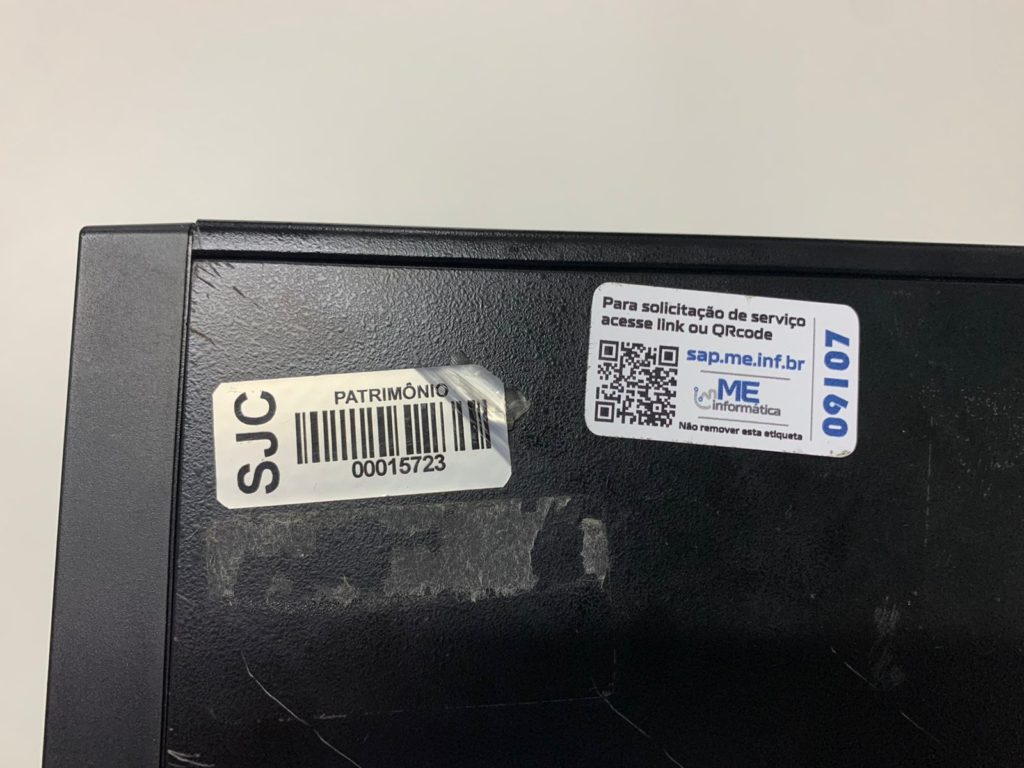 SJC
PATRIMÔNIO
00015723
Para solicitação de serviço
acesse link ou QRcode
sap.me.inf.br
ME
informática
Não remover esta etiqueta
09107